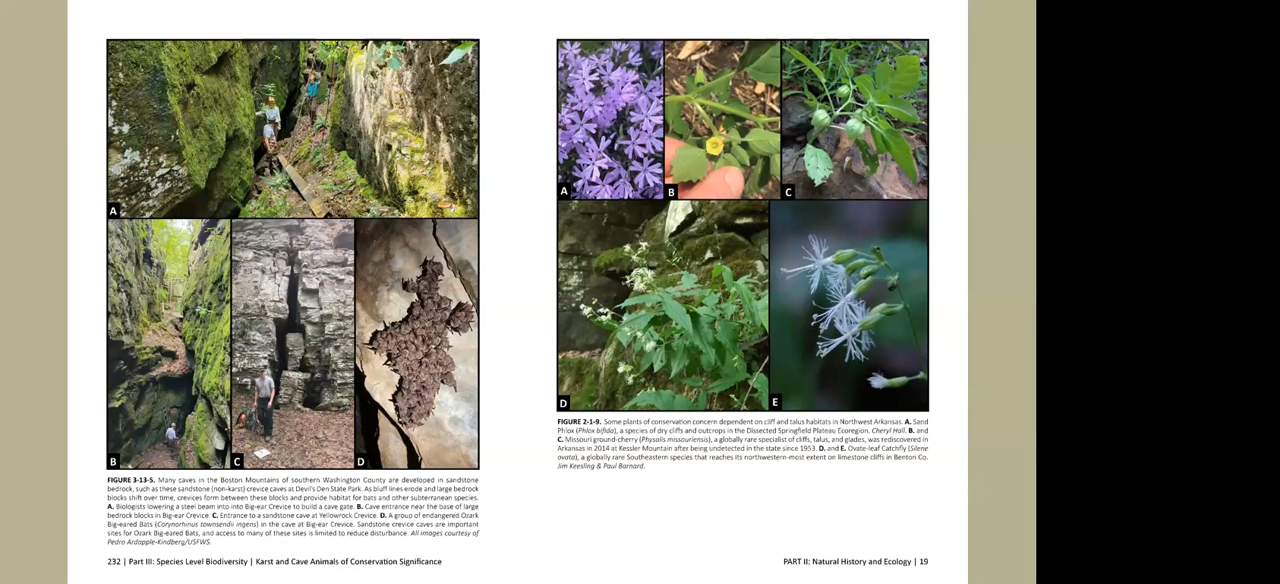 A
B
C
D
FIGURE 3-13-5. Many caves in the Boston Mountains of southern Washington County are developed in sandstone
bedrock, such as these sandstone (non-karst)-crevice caves at Devil's Den State Park. As bluff lines erode and large bedrock
blocks shift over time, crevices form between these blocks and provide habitat for bats and other subterranean species.
A. Biologists lowering a steel beam into into Big-ear Crevice to build a cave gate. B. Cave entrance near the base of large
bedrock blocks in Big-ear Crevice. C. Entrance to a sandstone cave at Yellowrock Crevice. D. A group of endangered Ozark
Big-eared Bats (Corynorhinus townsendii ingens) in the cave at Big-ear Crevice. Sandstone crevice caves are important
sites for Ozark Big-Eared Bats, and access to many of these sites is limited to reduce disturbance. All images courtesy of
Pedro Ardapple-Kindberg/USFWS.
232 | Part III: Species Level Biodiversity | Karst and Cave Animals of Conservation Significance
A
B
C
D
E
FIGURE 2-1-9. Some plants of conservation concern dependent on cliff and talus habitats in Northwest Arkansas. A. Sand
Phlox (Phlox bifida), a species of dry cliffs and outcrops in the Dissected Springfield Plateau Ecoregion. Cheryl Hall. B. and
C. Missouri ground-cherry (Physalis missouriensis), a globally rare specialist of cliffs, talus, and glades, was rediscovered in
Arkansas in 2014 at Kessler Mountain after being undetected in the state since 1953. D. and E. Ovate-leaf Catchfly (Silene
ovata), a globally rare Southeastern species that reaches its northwestern-most extent on limestone cliffs in Benton Co.
Jim Keesling & Paul Barnard.
PART II: Natural History and Ecology | 19